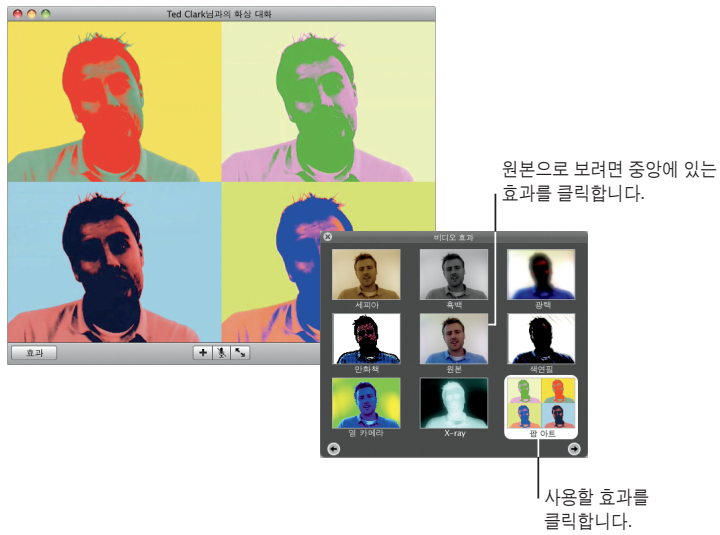 Ted Clark님과의 화상 대화
원본으로 보려면 중앙에 있는
효과를 클릭합니다.
비디오 효과
세피아
흑백
광택
만화책
원본
색연필
열 카메라
X-ray
팝 아트
효과
사용할 효과를
클릭합니다.